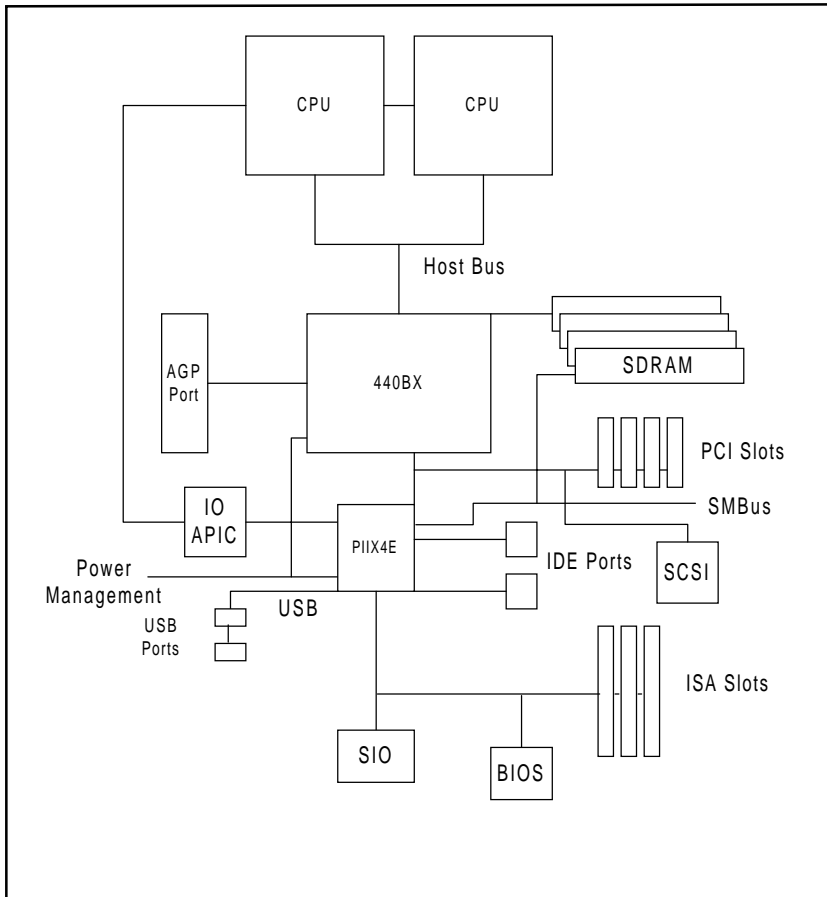 CPU
CPU
Host Bus
AGP
Port
440BX
SDRAM
PCI Slots
SMBus
IO
APIC
PIIX4E
IDE Ports
SCSI
Power
Management
USB
USB
Ports
ISA Slots
SIO
BIOS